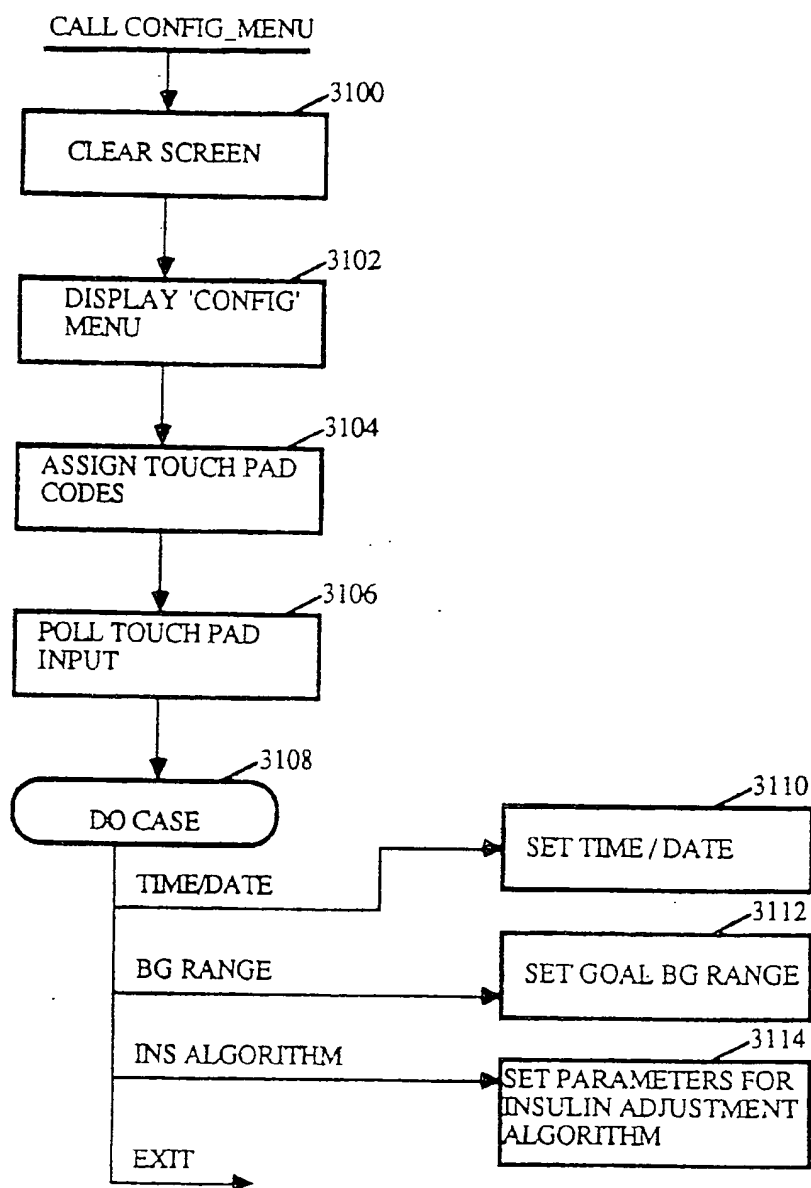 CALL CONFIG_MENU
3100
CLEAR SCREEN
3102
DISPLAY 'CONFIG'
MENU
3104
ASSIGN TOUCH PAD
CODES
3106
POLL TOUCH PAD
INPUT
3108
DO CASE
3110
SET TIME / DATE
TIME/DATE
3112
SET GOAL BG RANGE
BG RANGE
3114
SET PARAMETERS FOR
INSULIN ADJUSTMENT
ALGORITHM
INS ALGORITHM
EXIT